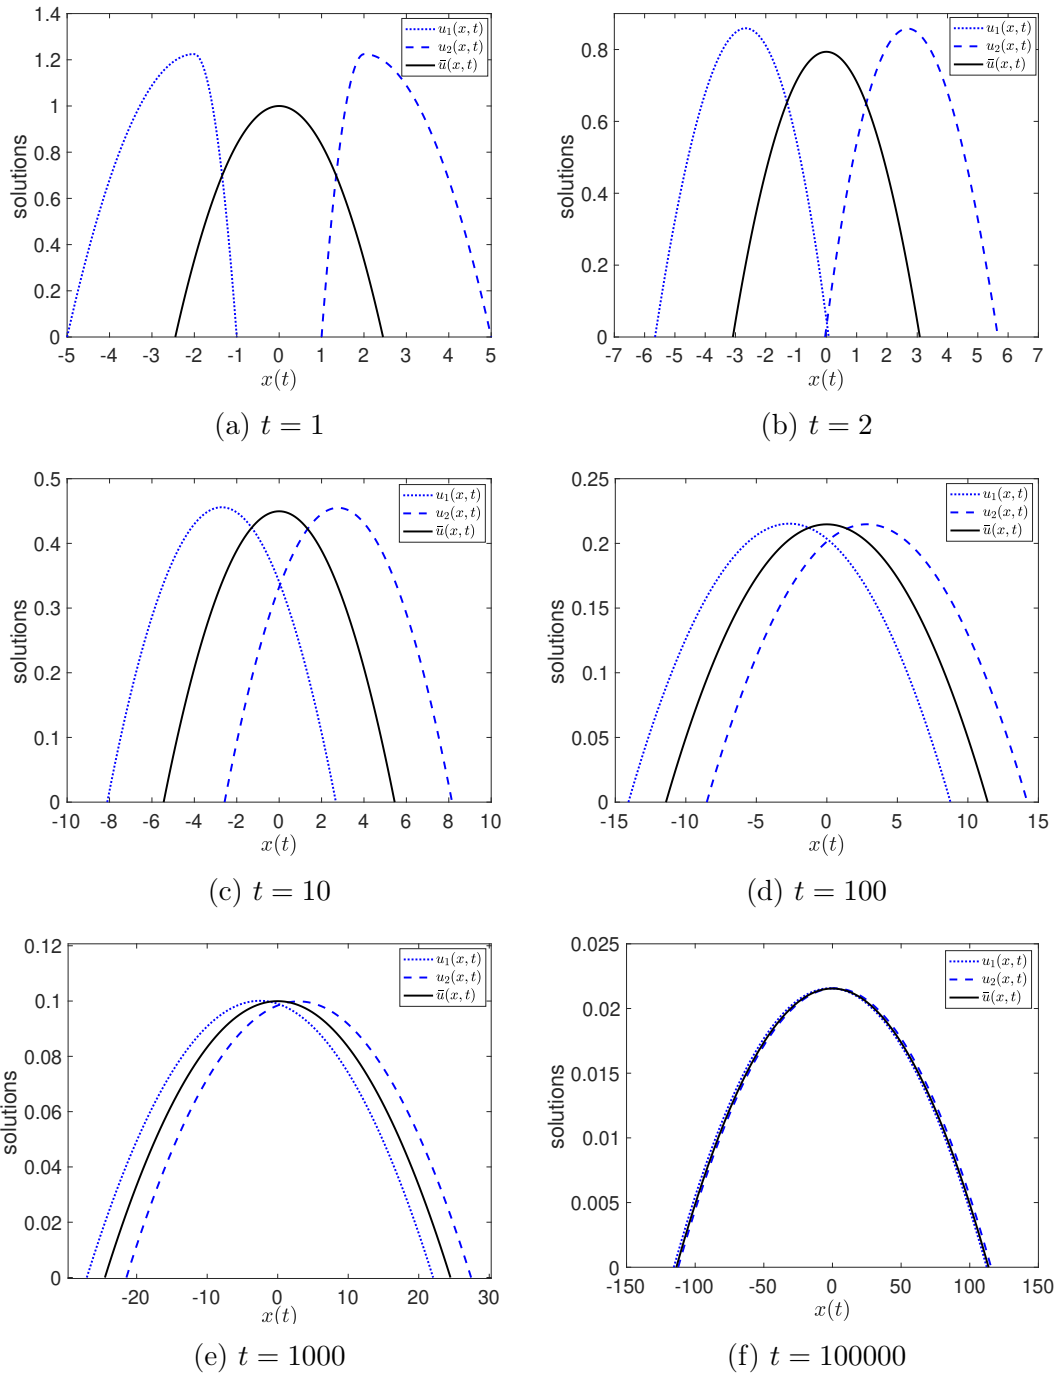 1.4
1.2
1
0.8
0.6
0.4
0.2
0
solutions
-5 -4 -3 -2 -1 0 1 2 3 4 5
x(t)
u₁(x, t)
u₂(x, t)
ū(x, t)
(a) t = 1
0.8
0.6
0.4
0.2
0
solutions
-7 -6 -5 -4 -3 -2 -1 0 1 2 3 4 5 6 7
x(t)
u₁(x, t)
u₂(x, t)
ū(x, t)
(b) t = 2
0.5
0.4
0.3
0.2
0.1
0
solutions
-10 -8 -6 -4 -2 0 2 4 6 8 10
x(t)
u₁(x, t)
u₂(x, t)
ū(x, t)
(c) t = 10
0.25
0.2
0.15
0.1
0.05
0
solutions
-15 -10 -5 0 5 10 15
x(t)
u₁(x, t)
u₂(x, t)
ū(x, t)
(d) t = 100
0.12
0.1
0.08
0.06
0.04
0.02
0
solutions
-20 -10 0 10 20 30
x(t)
u₁(x, t)
u₂(x, t)
ū(x, t)
(e) t = 1000
0.025
0.02
0.015
0.01
0.005
0
solutions
-150 -100 -50 0 50 100 150
x(t)
u₁(x, t)
u₂(x, t)
ū(x, t)
(f) t = 100000